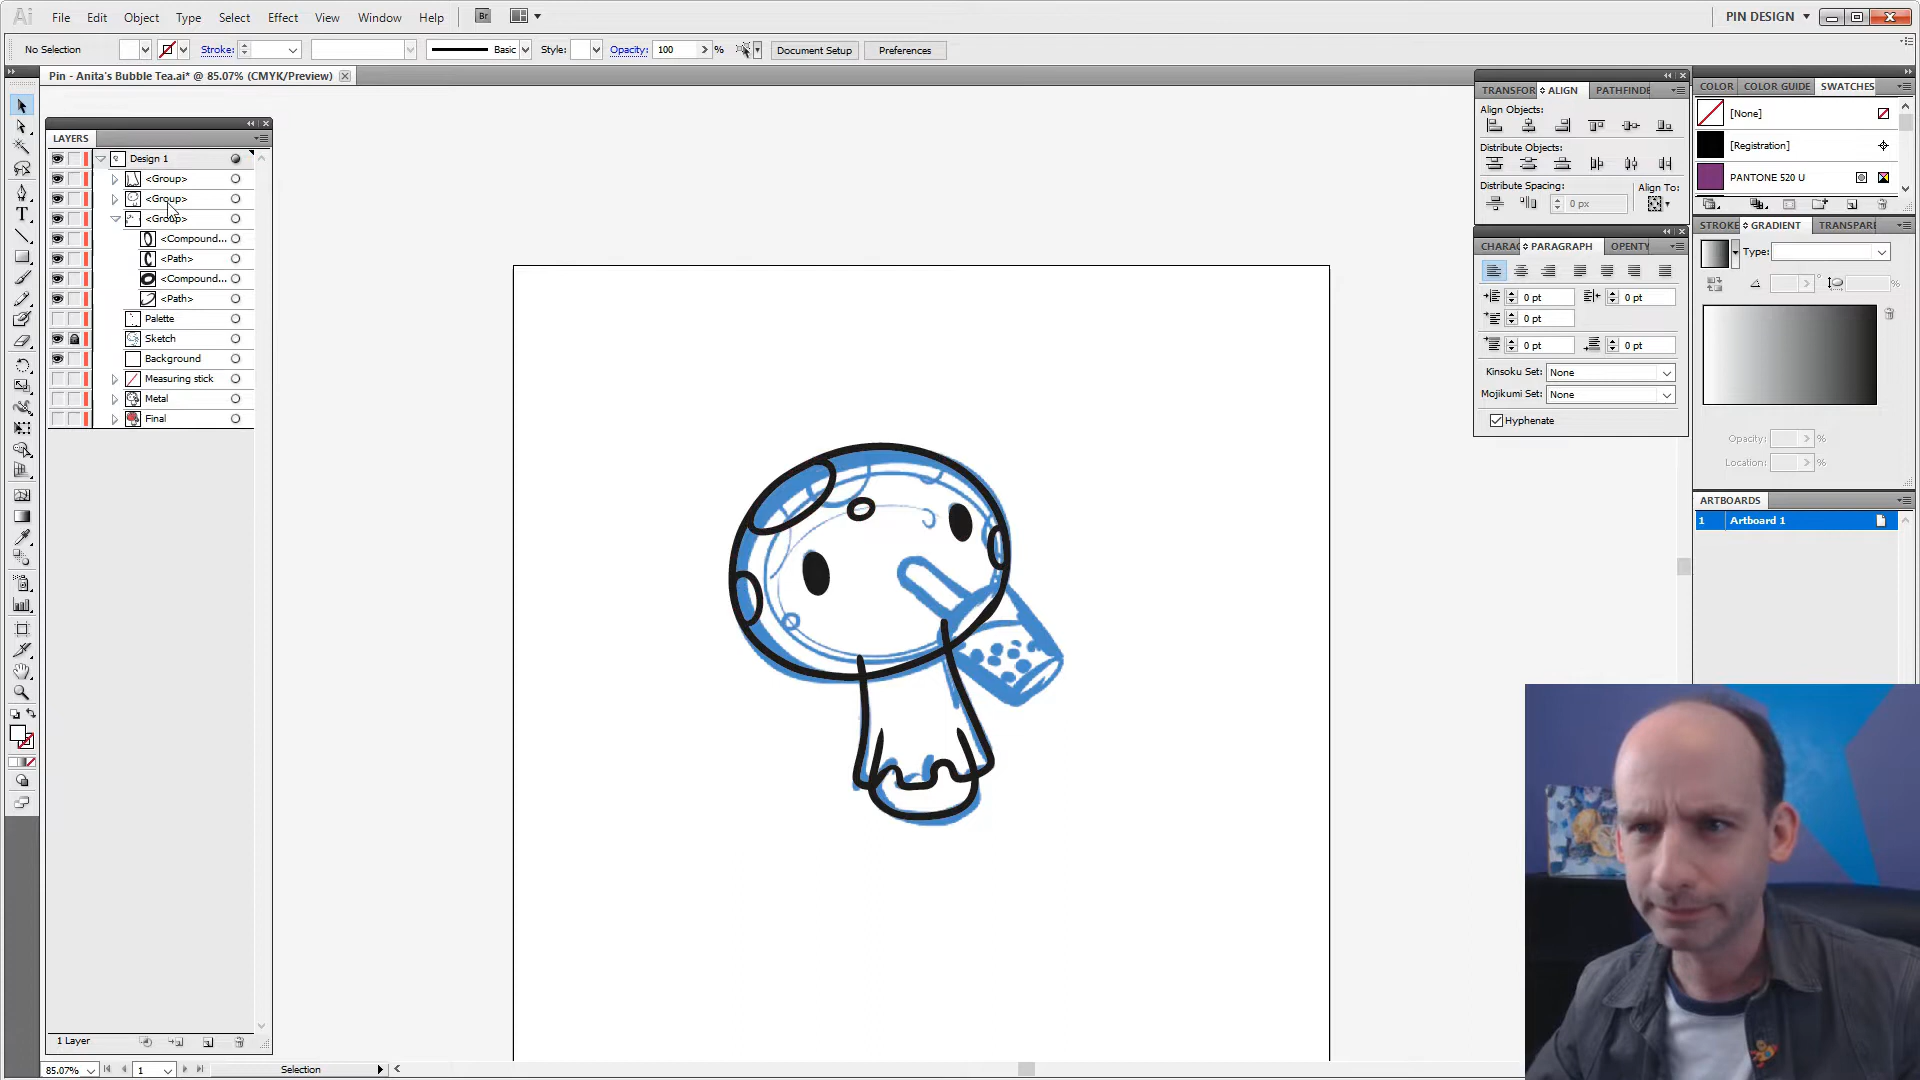 Ai File Edit Object Type Select Effect View Window Help Br PIN DESIGN
No Selection Stroke: Basic Style: Opacity: 100 % Document Setup Preferences
Pin - Anita's Bubble Tea.ai* @ 85.07% (CMYK/Preview)
LAYERS
Design 1
<Group>
<Group>
<Group>
<Compound...
<Path>
<Compound...
<Path>
Palette
Sketch
Background
Measuring stick
Metal
Final
1 Layer
85.07% 1 Selection
TRANSFOR ALIGN PATHFINDE
Align Objects:
Distribute Objects:
Distribute Spacing: Align To:
0 px
CHARAC PARAGRAPH OPENTY
0 pt 0 pt
0 pt
0 pt 0 pt
Kinsoku Set: None
Mojikumi Set: None
Hyphenate
COLOR COLOR GUIDE SWATCHES
[None]
[Registration]
PANTONE 520 U
STROKE GRADIENT TRANSPAR
Type:
%
Opacity: %
Location: %
ARTBOARDS
1 Artboard 1